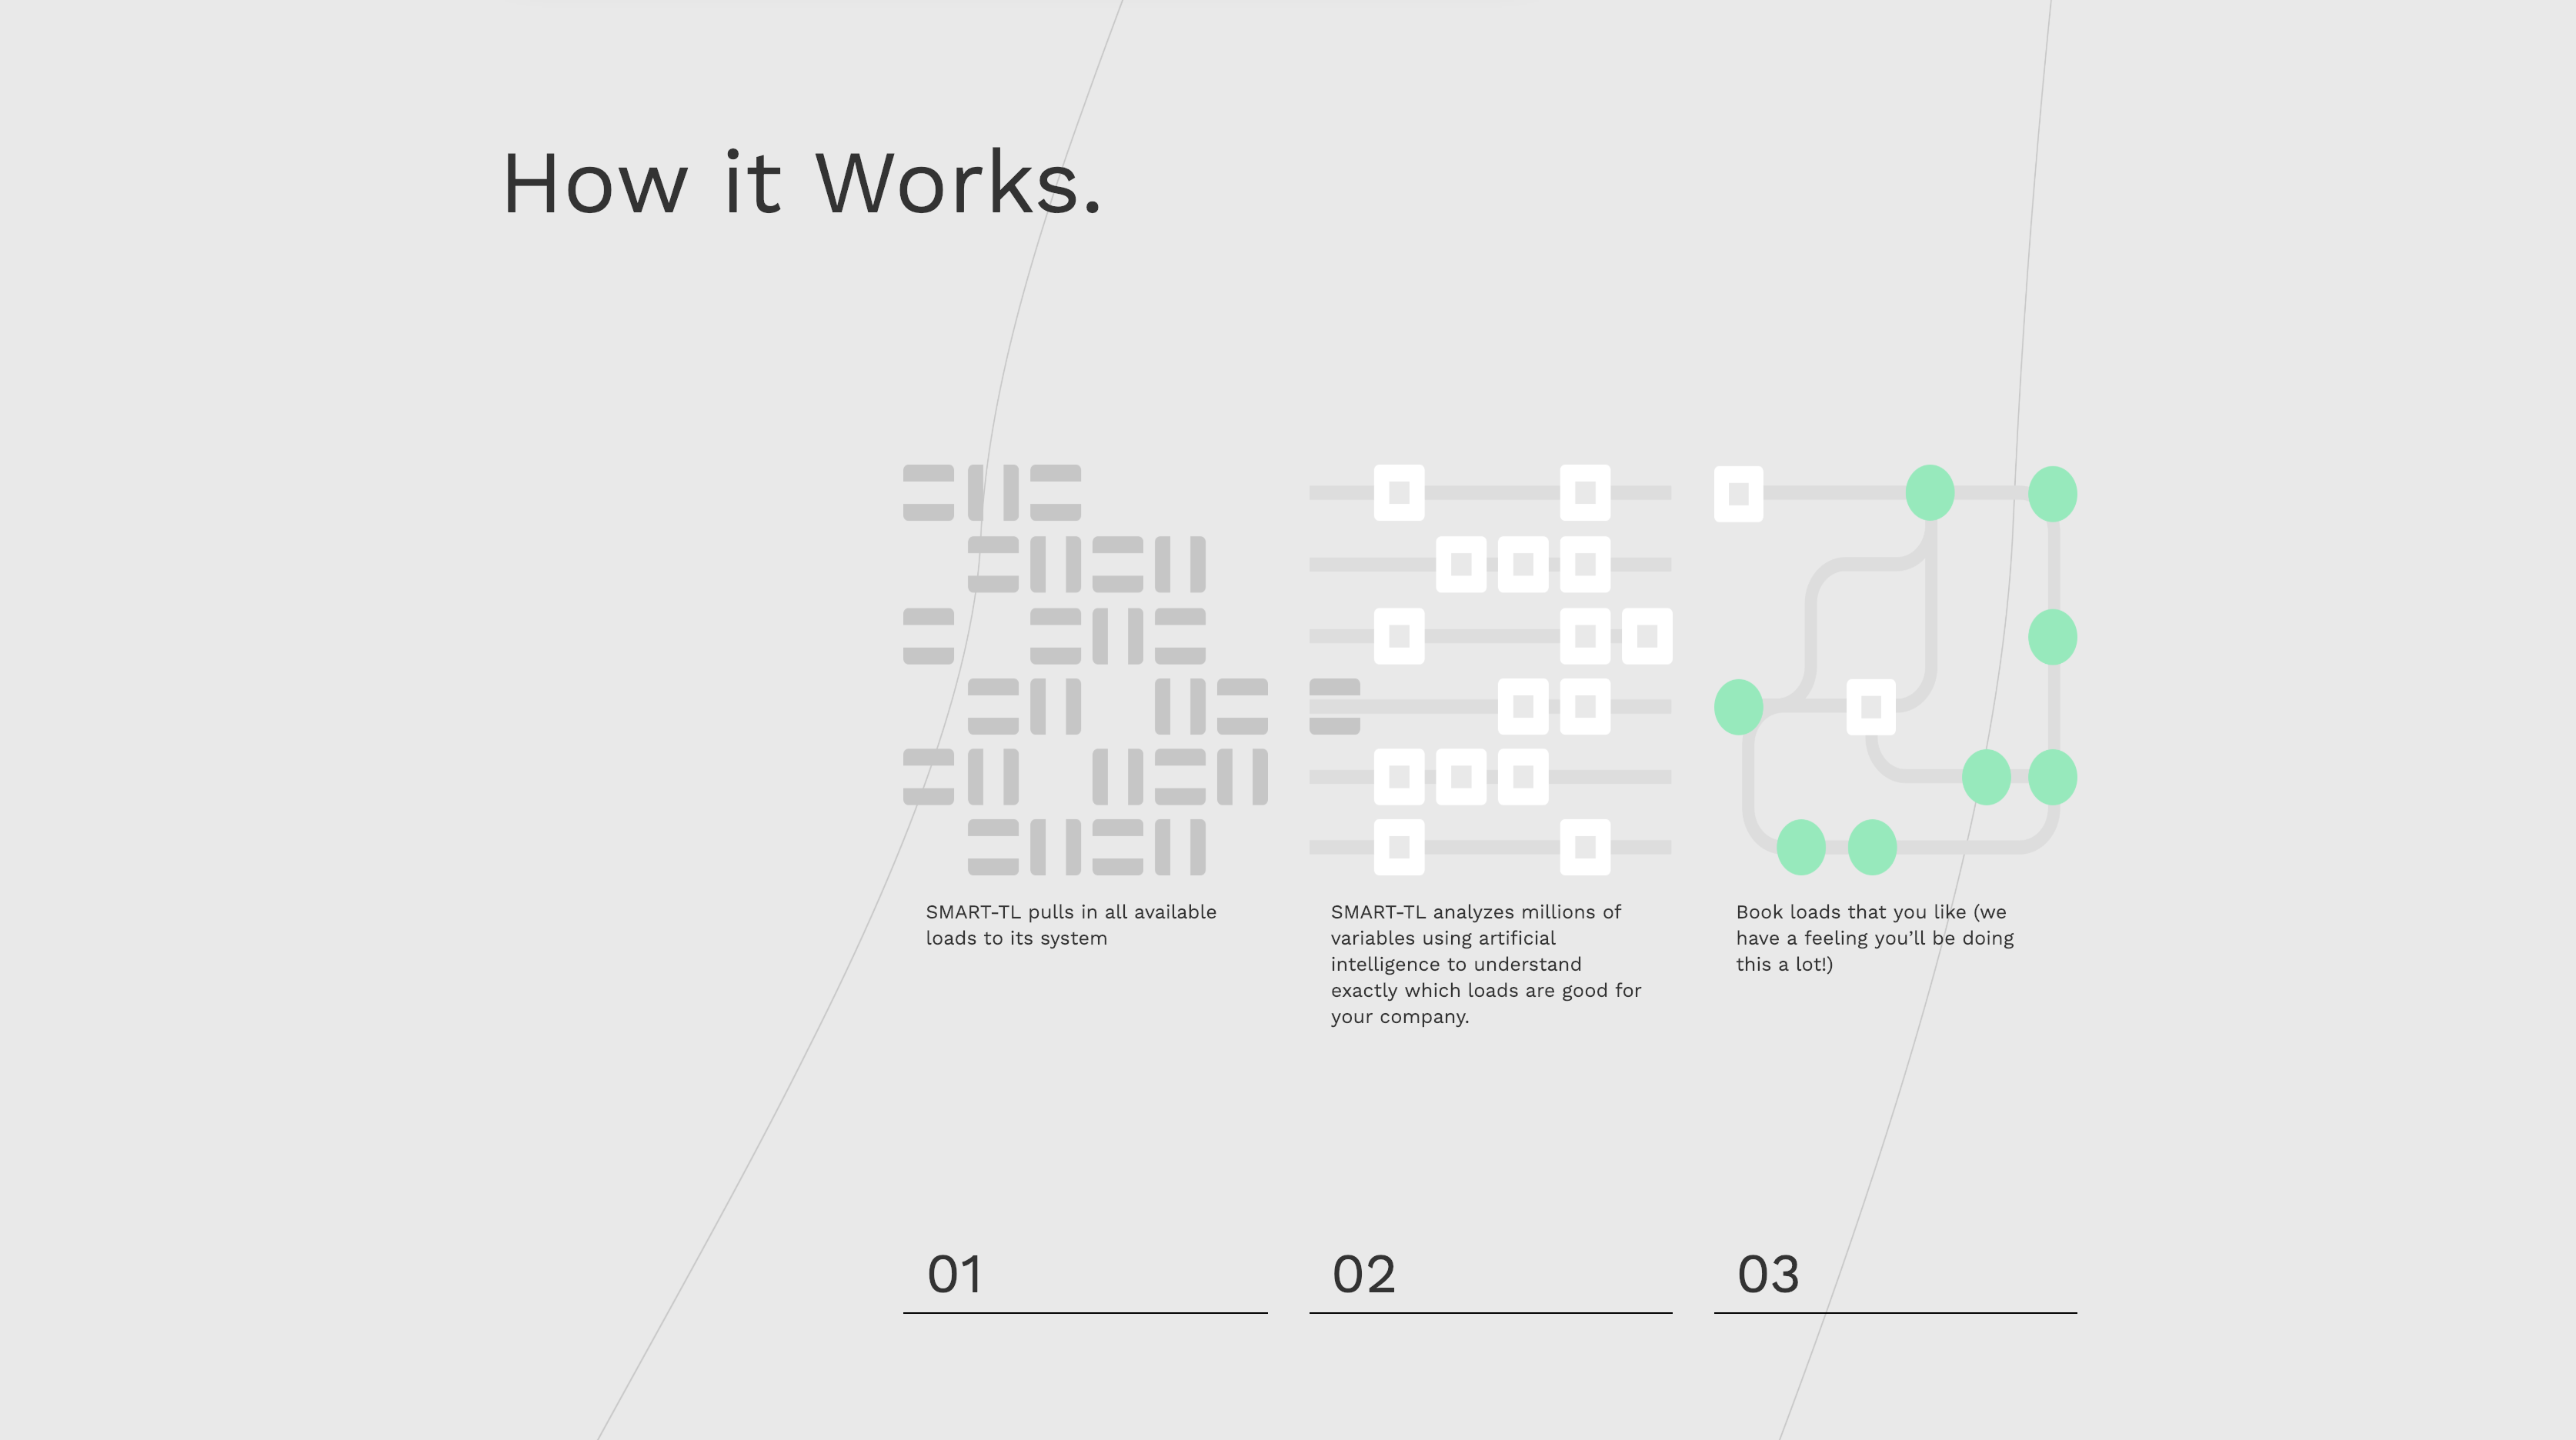 How it Works.
SMART-TL pulls in all available
loads to its system
SMART-TL analyzes millions of
variables using artificial
intelligence to understand
exactly which loads are good for
your company.
Book loads that you like (we
have a feeling you’ll be doing
this a lot!)
01
02
03